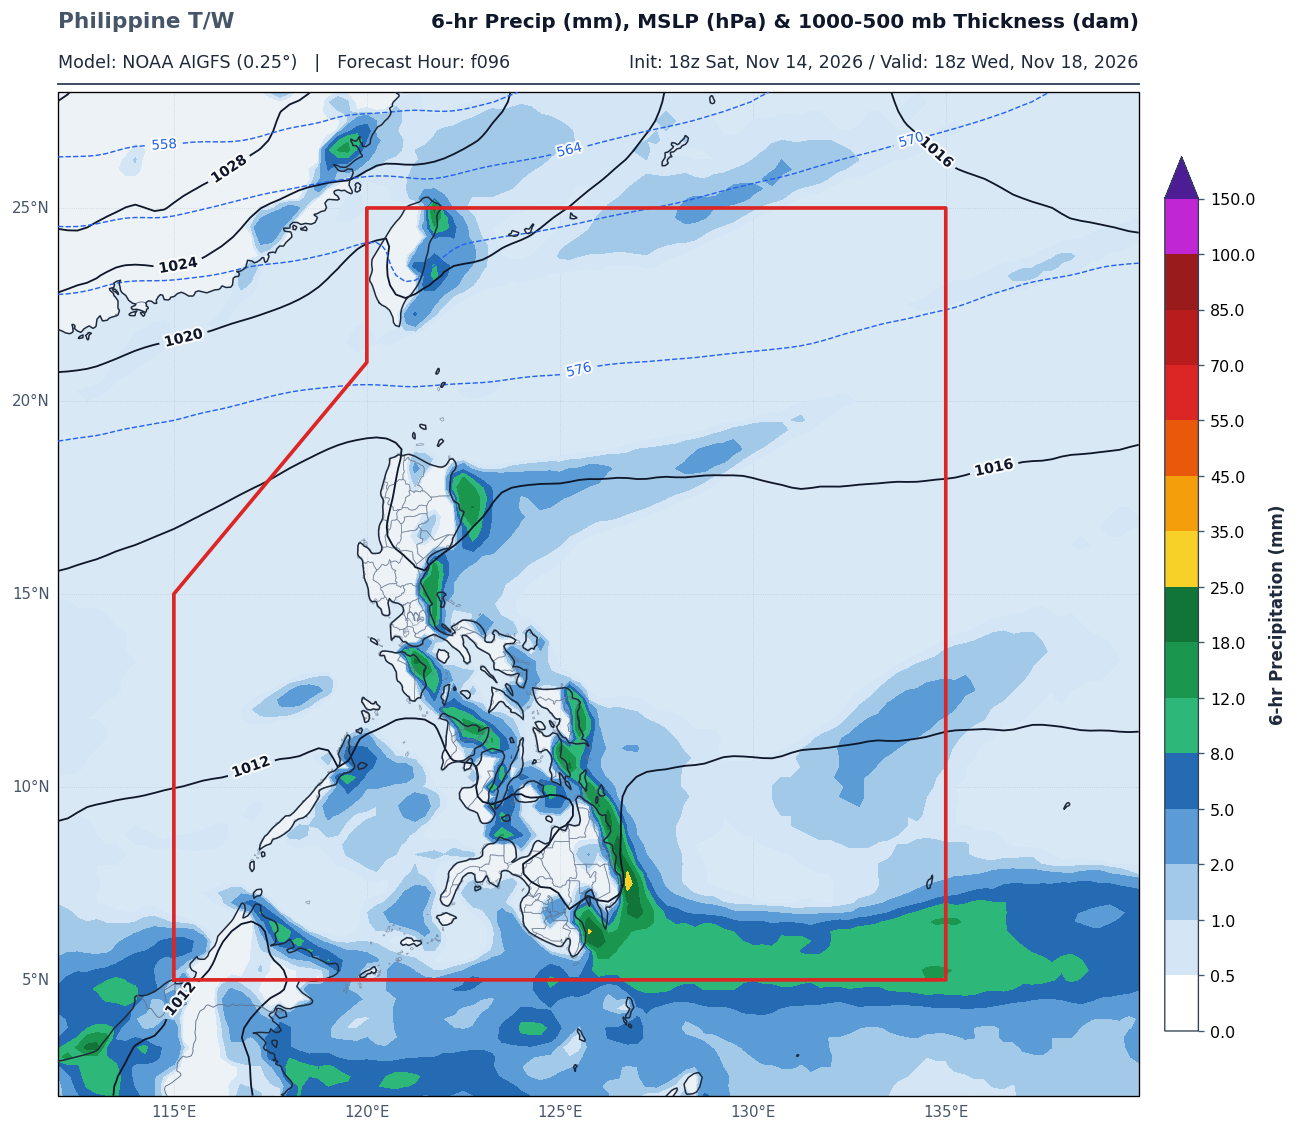 Philippine T/W
6-hr Precip (mm), MSLP (hPa) & 1000-500 mb Thickness (dam)
Model: NOAA AIGFS (0.25°) | Forecast Hour: f096
Init: 18z Sat, Nov 14, 2026 / Valid: 18z Wed, Nov 18, 2026
558
564
570
1016
1028
1024
1020
576
1016
1012
1012
25°N
20°N
15°N
10°N
5°N
115°E
120°E
125°E
130°E
135°E
150.0
100.0
85.0
70.0
55.0
45.0
35.0
25.0
18.0
12.0
8.0
5.0
2.0
1.0
0.5
0.0
6-hr Precipitation (mm)